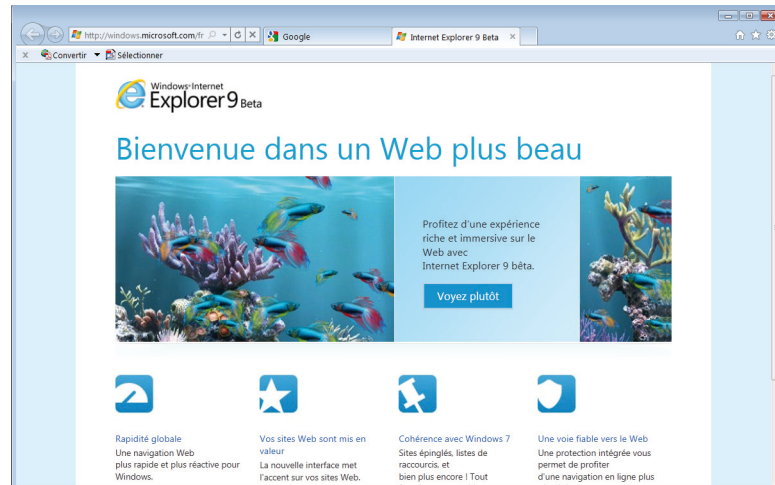 http://windows.microsoft.com/fr
Google
Internet Explorer 9 Beta
Convertir
Sélectionner
Windows Internet
Explorer 9 Beta
Bienvenue dans un Web plus beau
Profitez d'une expérience
riche et immersive sur le
Web avec
Internet Explorer 9 bêta.
Voyez plutôt
Rapidité globale
Une navigation Web
plus rapide et plus réactive pour
Windows.
Vos sites Web sont mis en
valeur
La nouvelle interface met
l'accent sur vos sites Web.
Cohérence avec Windows 7
Sites épinglés, listes de
raccourcis, et
bien plus encore ! Tout
Une voie fiable vers le Web
Une protection intégrée vous
permet de profiter
d'une navigation en ligne plus